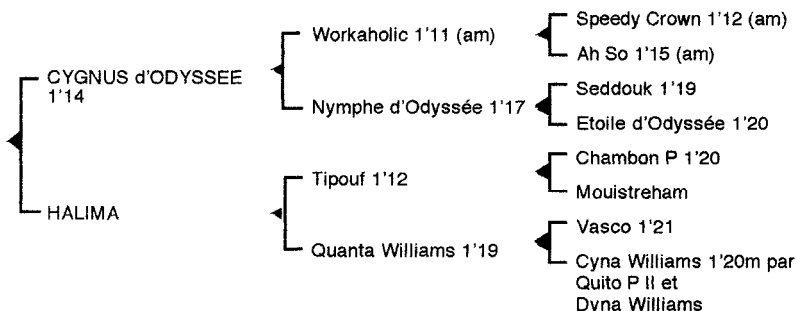 Speedy Crown 1'12 (am)
Workaholic 1'11 (am)
Ah So 1'15 (am)
CYGNUS d'ODYSSEE
1'14
Seddouk 1'19
Nymphe d'Odyssée 1'17
Etoile d'Odyssée 1'20
Chambon P 1'20
Tipouf 1'12
Mouistreham
HALIMA
Vasco 1'21
Quanta Williams 1'19
Cyna Williams 1'20m par
Quito P II et
Dyna Williams